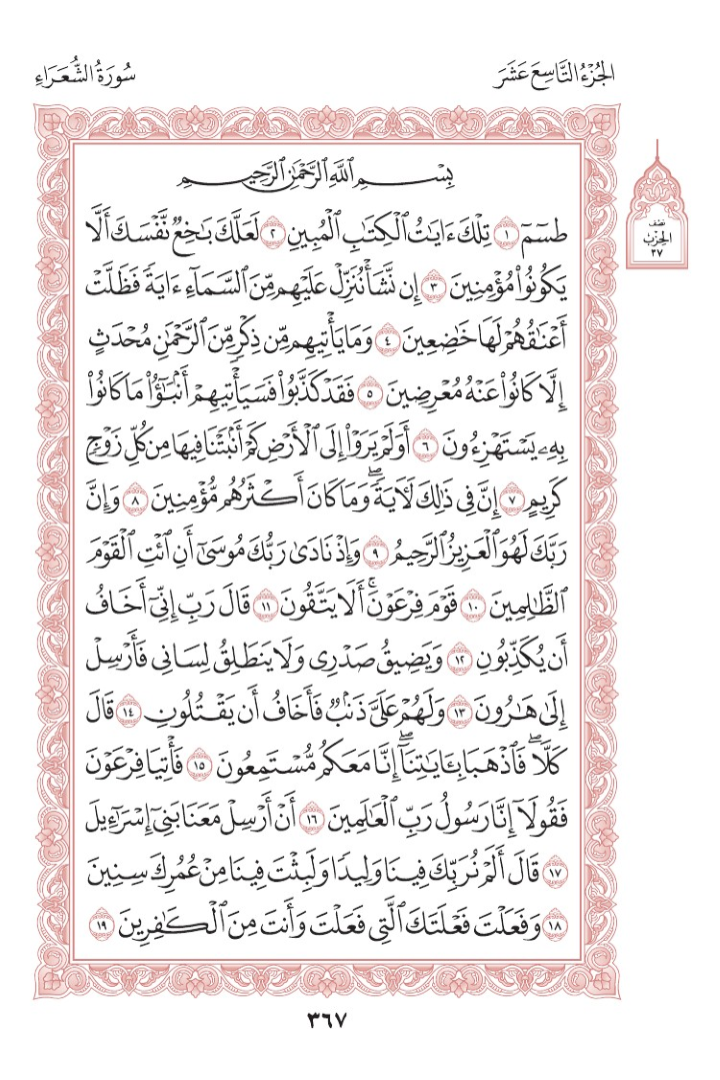 الجُزْءُ التَّاسِعَ عَشَرَ
سُورَةُ الشُّعَرَاءِ
نصف
الحِزْبِ
٣٧
بِسْمِ ٱللَّهِ ٱلرَّحْمَٰنِ ٱلرَّحِيمِ
طسٓمٓ ١ تِلْكَ ءَايَٰتُ ٱلْكِتَٰبِ ٱلْمُبِينِ ٢ لَعَلَّكَ بَٰخِعٌ نَّفْسَكَ أَلَّا
يَكُونُوا۟ مُؤْمِنِينَ ٣ إِن نَّشَأْ نُنَزِّلْ عَلَيْهِم مِّنَ ٱلسَّمَآءِ ءَايَةً فَظَلَّتْ
أَعْنَٰقُهُمْ لَهَا خَٰضِعِينَ ٤ وَمَا يَأْتِيهِم مِّن ذِكْرٍ مِّنَ ٱلرَّحْمَٰنِ مُحْدَثٍ
إِلَّا كَانُوا۟ عَنْهُ مُعْرِضِينَ ٥ فَقَدْ كَذَّبُوا۟ فَسَيَأْتِيهِمْ أَنۢبَٰٓؤُا۟ مَا كَانُوا۟
بِهِۦ يَسْتَهْزِءُونَ ٦ أَوَلَمْ يَرَوْا۟ إِلَى ٱلْأَرْضِ كَمْ أَنۢبَتْنَا فِيهَا مِن كُلِّ زَوْجٍ
كَرِيمٍ ٧ إِنَّ فِى ذَٰلِكَ لَءَايَةً ۖ وَمَا كَانَ أَكْثَرُهُم مُّؤْمِنِينَ ٨ وَإِنَّ
رَبَّكَ لَهُوَ ٱلْعَزِيزُ ٱلرَّحِيمُ ٩ وَإِذْ نَادَىٰ رَبُّكَ مُوسَىٰٓ أَنِ ٱئْتِ ٱلْقَوْمَ
ٱلظَّٰلِمِينَ ١٠ قَوْمَ فِرْعَوْنَ ۚ أَلَا يَتَّقُونَ ١١ قَالَ رَبِّ إِنِّىٓ أَخَافُ
أَن يُكَذِّبُونِ ١٢ وَيَضِيقُ صَدْرِى وَلَا يَنطَلِقُ لِسَانِى فَأَرْسِلْ
إِلَىٰ هَٰرُونَ ١٣ وَلَهُمْ عَلَىَّ ذَنۢبٌ فَأَخَافُ أَن يَقْتُلُونِ ١٤ قَالَ
كَلَّا ۖ فَٱذْهَبَا بِـَٔايَٰتِنَآ ۖ إِنَّا مَعَكُم مُّسْتَمِعُونَ ١٥ فَأْتِيَا فِرْعَوْنَ
فَقُولَآ إِنَّا رَسُولُ رَبِّ ٱلْعَٰلَمِينَ ١٦ أَنْ أَرْسِلْ مَعَنَا بَنِىٓ إِسْرَٰٓءِيلَ
١٧ قَالَ أَلَمْ نُرَبِّكَ فِينَا وَلِيدًا وَلَبِثْتَ فِينَا مِنْ عُمُرِكَ سِنِينَ
١٨ وَفَعَلْتَ فَعْلَتَكَ ٱلَّتِى فَعَلْتَ وَأَنتَ مِنَ ٱلْكَٰفِرِينَ ١٩
٣٦٧